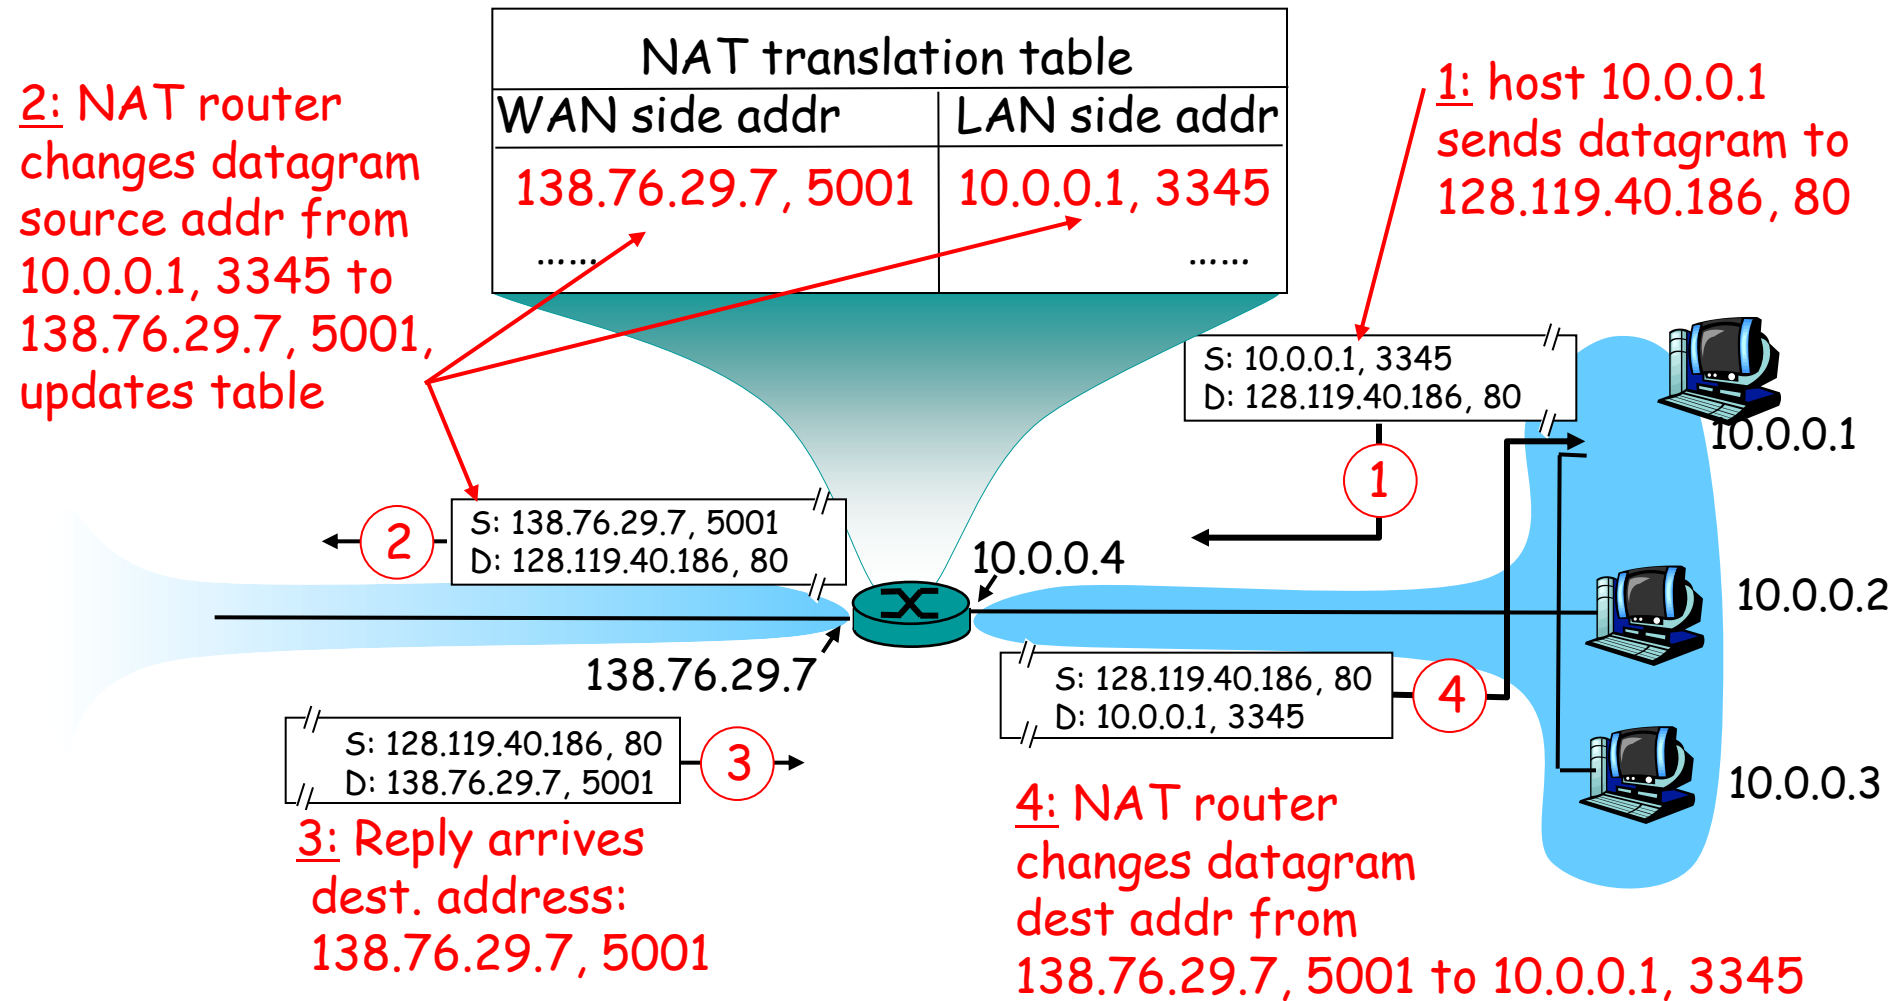 NAT translation table
WAN side addr LAN side addr
138.76.29.7, 5001 10.0.0.1, 3345
...... ......
2: NAT router
changes datagram
source addr from
10.0.0.1, 3345 to
138.76.29.7, 5001,
updates table
1: host 10.0.0.1
sends datagram to
128.119.40.186, 80
S: 10.0.0.1, 3345
D: 128.119.40.186, 80
1
10.0.0.1
2
S: 138.76.29.7, 5001
D: 128.119.40.186, 80
10.0.0.4
10.0.0.2
138.76.29.7
S: 128.119.40.186, 80
D: 10.0.0.1, 3345
4
S: 128.119.40.186, 80
D: 138.76.29.7, 5001
3
10.0.0.3
3: Reply arrives
dest. address:
138.76.29.7, 5001
4: NAT router
changes datagram
dest addr from
138.76.29.7, 5001 to 10.0.0.1, 3345